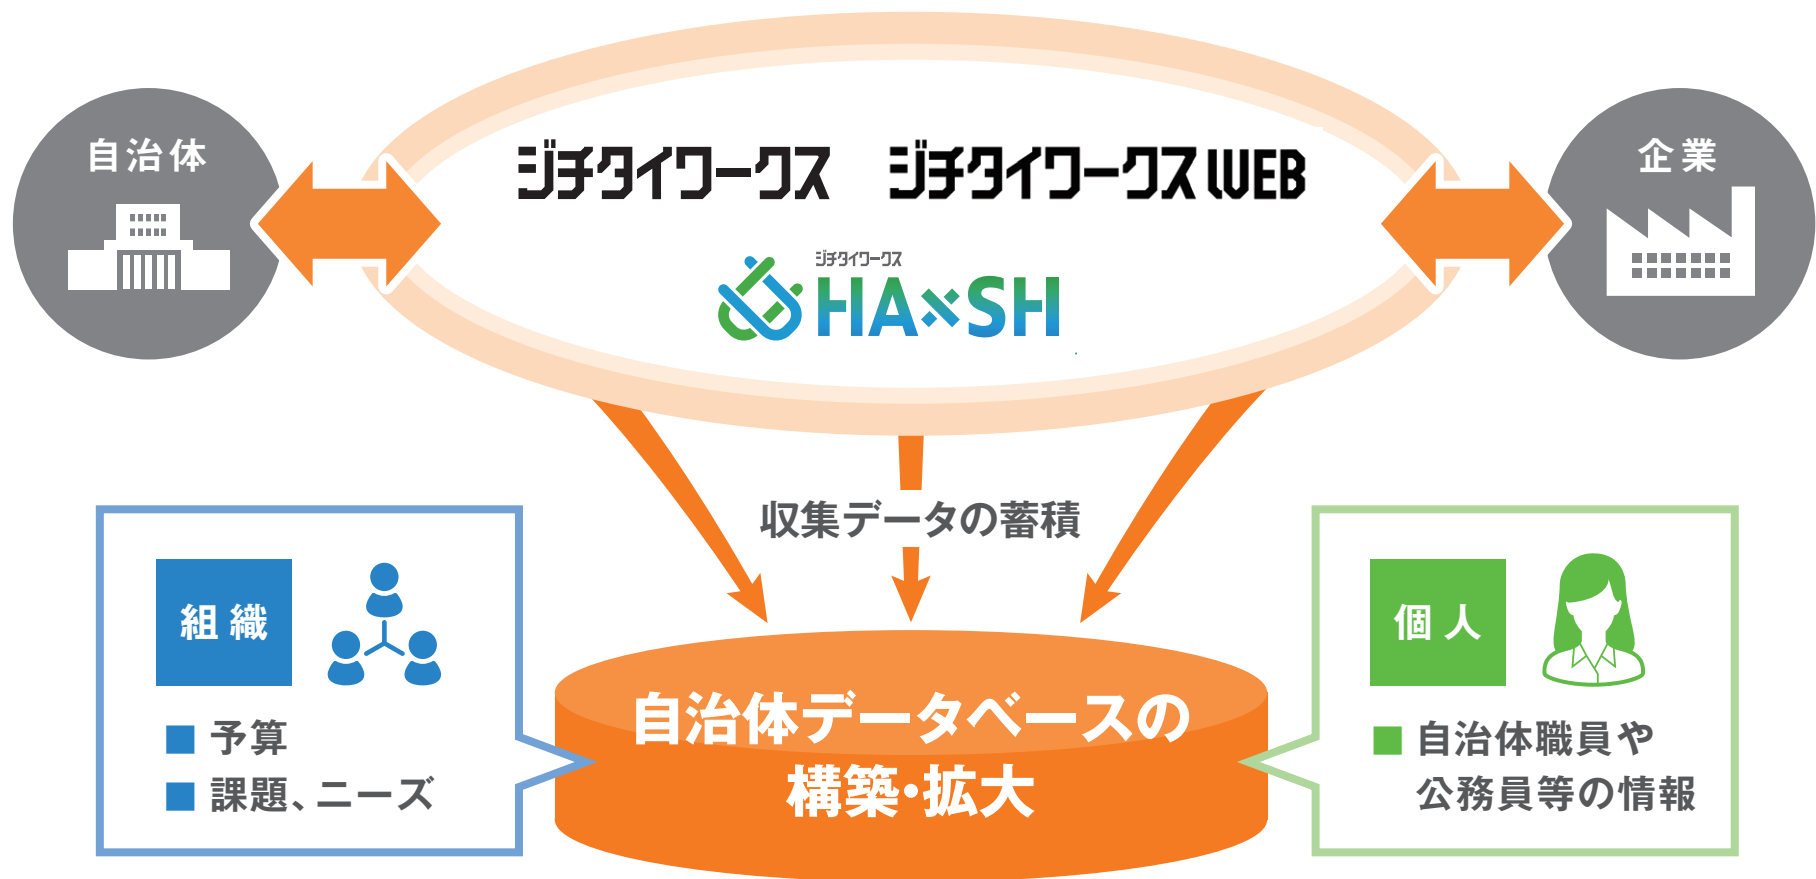 自治体
ジチタイワークス
ジチタイワークス WEB
企業
ジチタイワークス
HA×SH
収集データの蓄積
組織
予算
課題、ニーズ
自治体データベースの
構築・拡大
個人
自治体職員や
公務員等の情報